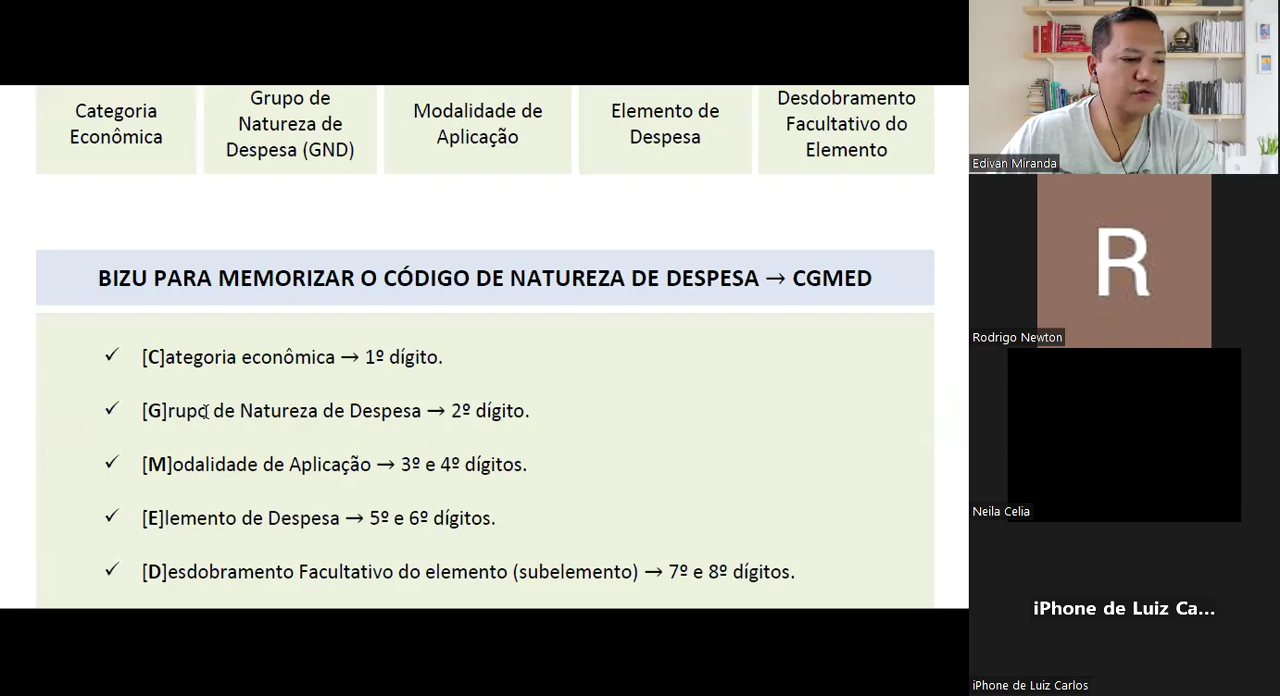 Categoria
Econômica
Grupo de
Natureza de
Despesa (GND)
Modalidade de
Aplicação
Elemento de
Despesa
Desdobramento
Facultativo do
Elemento
BIZU PARA MEMORIZAR O CÓDIGO DE NATUREZA DE DESPESA → CGMED
✓ [C]ategoria econômica → 1º dígito.
✓ [G]rupo de Natureza de Despesa → 2º dígito.
✓ [M]odalidade de Aplicação → 3º e 4º dígitos.
✓ [E]lemento de Despesa → 5º e 6º dígitos.
✓ [D]esdobramento Facultativo do elemento (subelemento) → 7º e 8º dígitos.
Edivan Miranda
R
Rodrigo Newton
Neila Celia
iPhone de Luiz Ca...
iPhone de Luiz Carlos